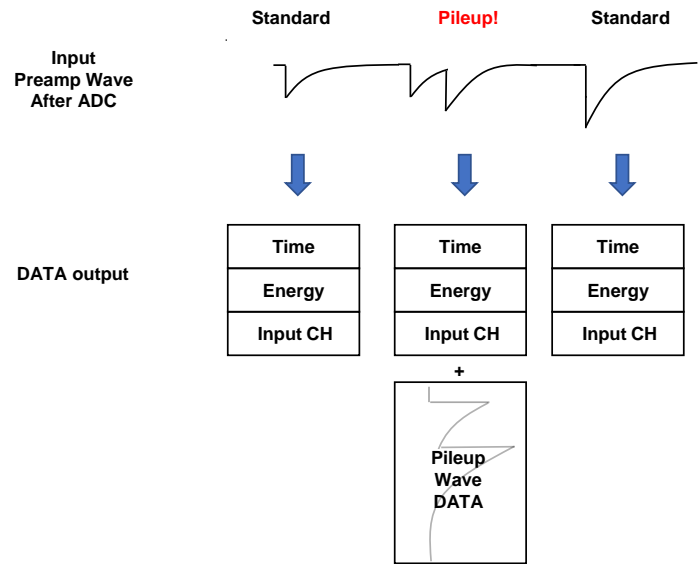 Standard
Pileup!
Standard
Input
Preamp Wave
After ADC
DATA output
Time
Energy
Input CH
Time
Energy
Input CH
+
Pileup
Wave
DATA
Time
Energy
Input CH